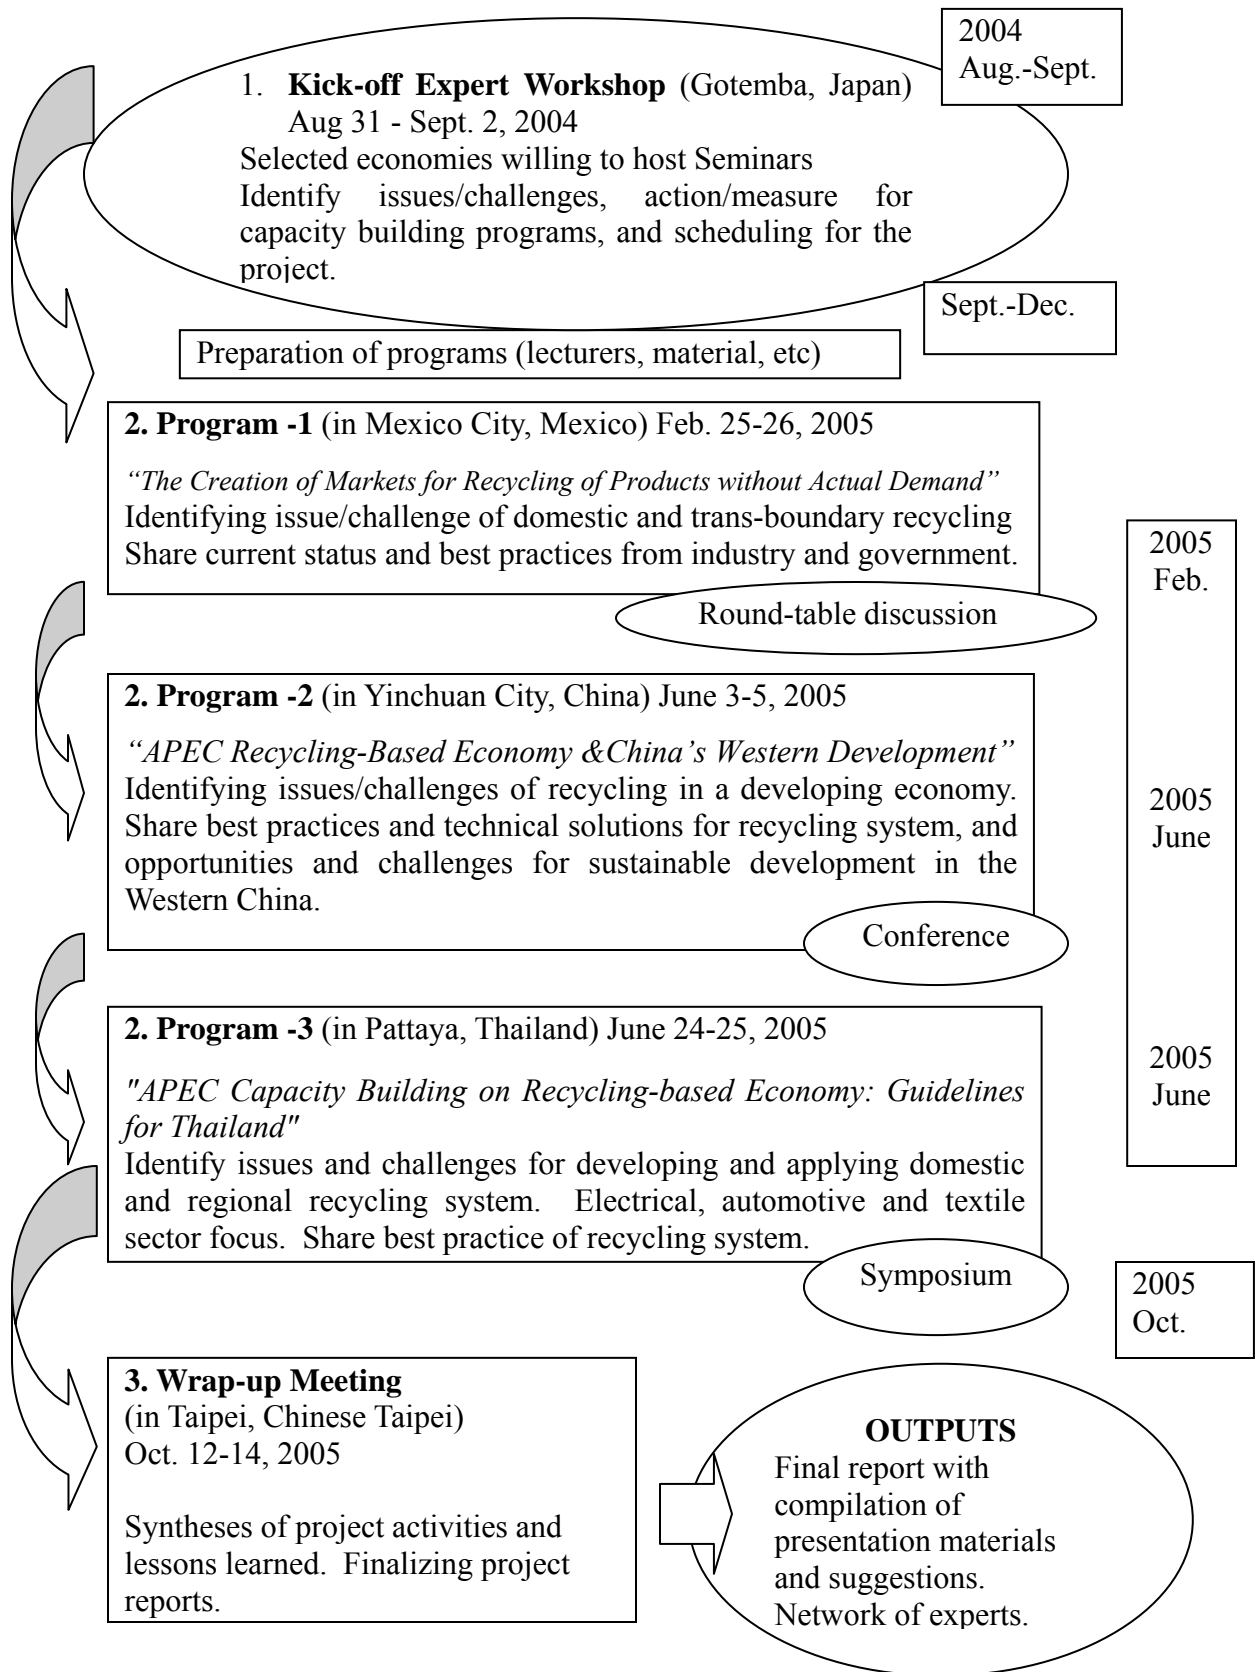 2004
Aug.-Sept.
1. Kick-off Expert Workshop (Gotemba, Japan)
Aug 31 - Sept. 2, 2004
Selected economies willing to host Seminars
Identify issues/challenges, action/measure for
capacity building programs, and scheduling for the
project.
Sept.-Dec.
Preparation of programs (lecturers, material, etc)
2. Program -1 (in Mexico City, Mexico) Feb. 25-26, 2005
“The Creation of Markets for Recycling of Products without Actual Demand”
Identifying issue/challenge of domestic and trans-boundary recycling
Share current status and best practices from industry and government.
2005
Feb.
Round-table discussion
2. Program -2 (in Yinchuan City, China) June 3-5, 2005
“APEC Recycling-Based Economy &China’s Western Development”
Identifying issues/challenges of recycling in a developing economy.
Share best practices and technical solutions for recycling system, and
opportunities and challenges for sustainable development in the
Western China.
2005
June
Conference
2. Program -3 (in Pattaya, Thailand) June 24-25, 2005
"APEC Capacity Building on Recycling-based Economy: Guidelines
for Thailand"
Identify issues and challenges for developing and applying domestic
and regional recycling system. Electrical, automotive and textile
sector focus. Share best practice of recycling system.
2005
June
Symposium
2005
Oct.
3. Wrap-up Meeting
(in Taipei, Chinese Taipei)
Oct. 12-14, 2005
Syntheses of project activities and
lessons learned. Finalizing project
reports.
OUTPUTS
Final report with
compilation of
presentation materials
and suggestions.
Network of experts.